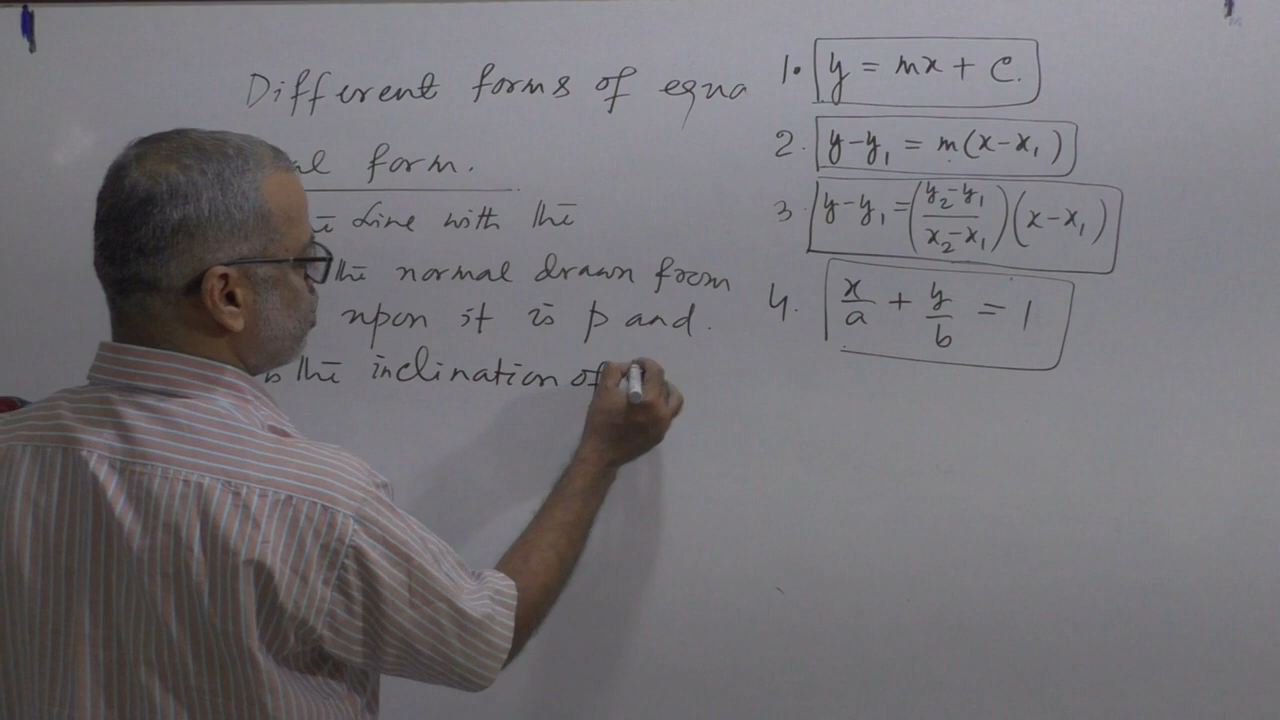 Different forms of equa
al form.
line with the
the normal drawn from
upon it is p and.
the inclination of
1. y = mx + c.
2. y-y₁ = m(x-x₁)
3. y-y₁ = (y₂-y₁/x₂-x₁)(x-x₁)
4. x/a + y/b = 1